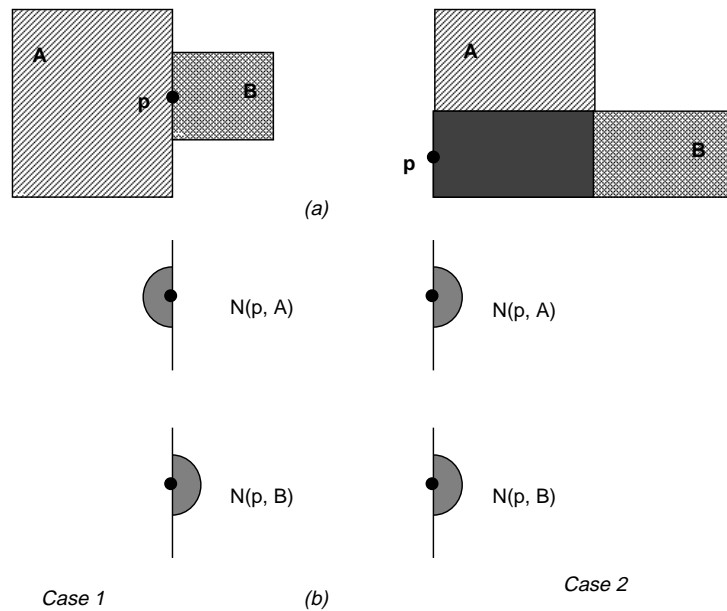 A
p
B
A
p
B
(a)
N(p, A)
N(p, A)
N(p, B)
N(p, B)
Case 1
(b)
Case 2